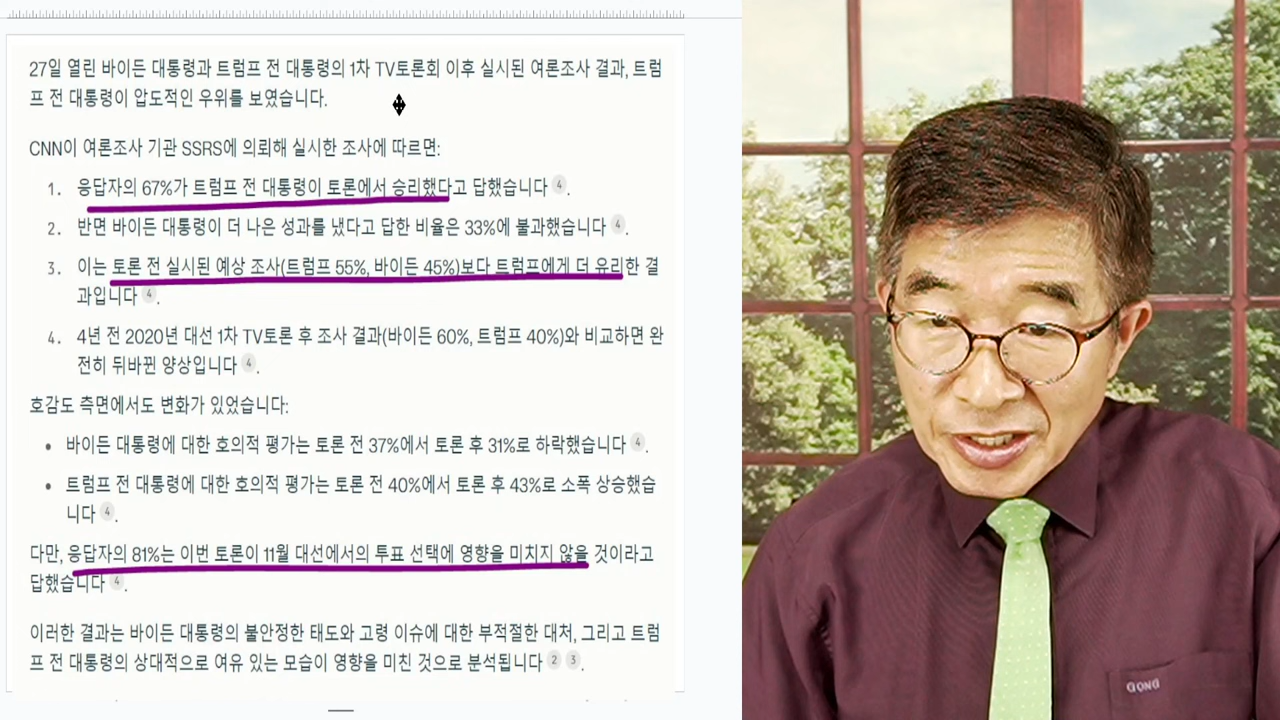 27일 열린 바이든 대통령과 트럼프 전 대통령의 1차 TV토론회 이후 실시된 여론조사 결과, 트럼
프 전 대통령이 압도적인 우위를 보였습니다.
CNN이 여론조사 기관 SSRS에 의뢰해 실시한 조사에 따르면:
1. 응답자의 67%가 트럼프 전 대통령이 토론에서 승리했다고 답했습니다 4.
2. 반면 바이든 대통령이 더 나은 성과를 냈다고 답한 비율은 33%에 불과했습니다 4.
3. 이는 토론 전 실시된 예상 조사(트럼프 55%, 바이든 45%)보다 트럼프에게 더 유리한 결
과입니다 4.
4. 4년 전 2020년 대선 1차 TV토론 후 조사 결과(바이든 60%, 트럼프 40%)와 비교하면 완
전히 뒤바뀐 양상입니다 4.
호감도 측면에서도 변화가 있었습니다:
• 바이든 대통령에 대한 호의적 평가는 토론 전 37%에서 토론 후 31%로 하락했습니다 4.
• 트럼프 전 대통령에 대한 호의적 평가는 토론 전 40%에서 토론 후 43%로 소폭 상승했습
니다 4.
다만, 응답자의 81%는 이번 토론이 11월 대선에서의 투표 선택에 영향을 미치지 않을 것이라고
답했습니다 4.
이러한 결과는 바이든 대통령의 불안정한 태도와 고령 이슈에 대한 부적절한 대처, 그리고 트럼
프 전 대통령의 상대적으로 여유 있는 모습이 영향을 미친 것으로 분석됩니다 2 3.
GONG